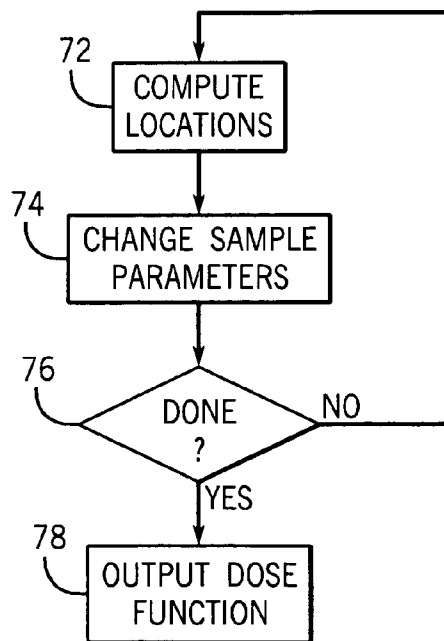 72
COMPUTE
LOCATIONS
74
CHANGE SAMPLE
PARAMETERS
76
DONE
?
NO
YES
78
OUTPUT DOSE
FUNCTION